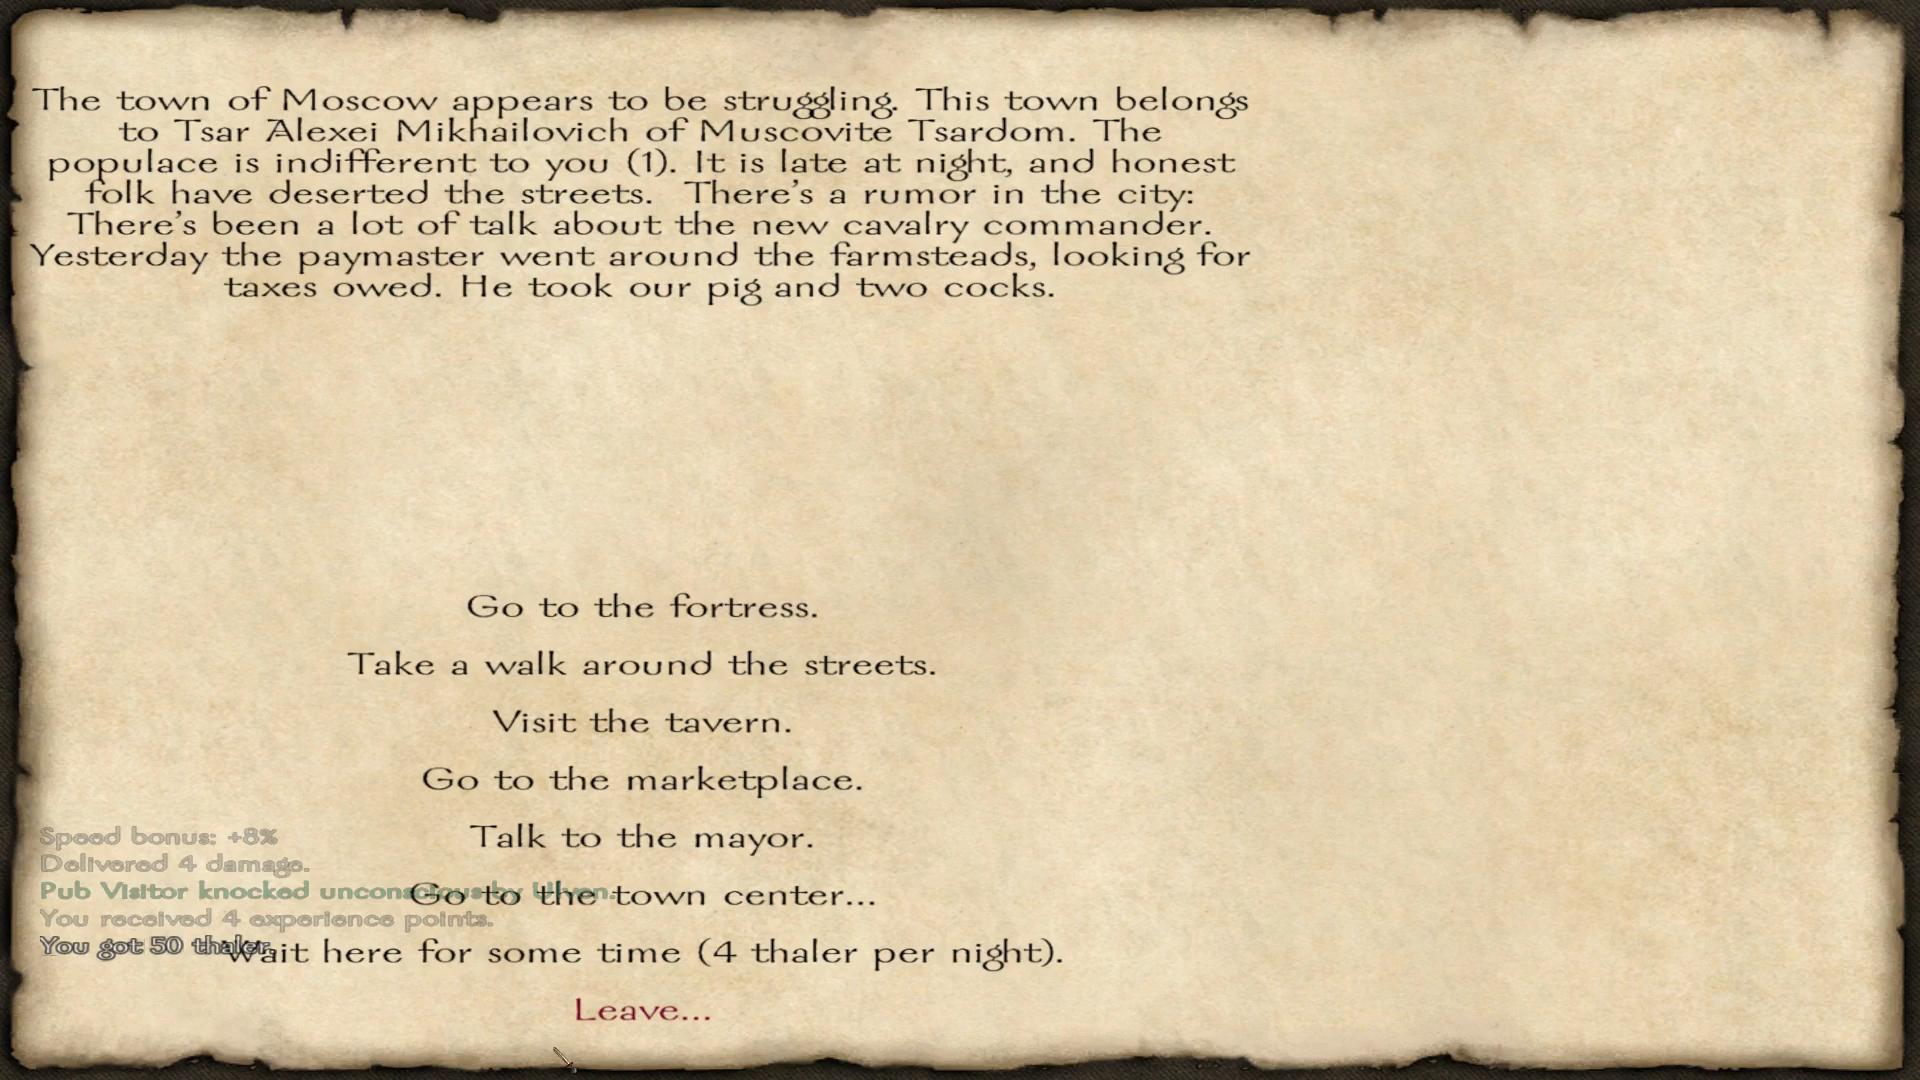 The town of Moscow appears to be struggling. This town belongs
to Tsar Alexei Mikhailovich of Muscovite Tsardom. The
populace is indifferent to you (1). It is late at night, and honest
folk have deserted the streets.  There's a rumor in the city:
There's been a lot of talk about the new cavalry commander.
Yesterday the paymaster went around the farmsteads, looking for
taxes owed. He took our pig and two cocks.
Go to the fortress.
Take a walk around the streets.
Visit the tavern.
Go to the marketplace.
Talk to the mayor.
Go to the town center...
Wait here for some time (4 thaler per night).
Leave...
Speed bonus: +8%
Delivered 4 damage.
Pub Visitor knocked unconscious by Ulven.
You received 4 experience points.
You got 50 thaler.